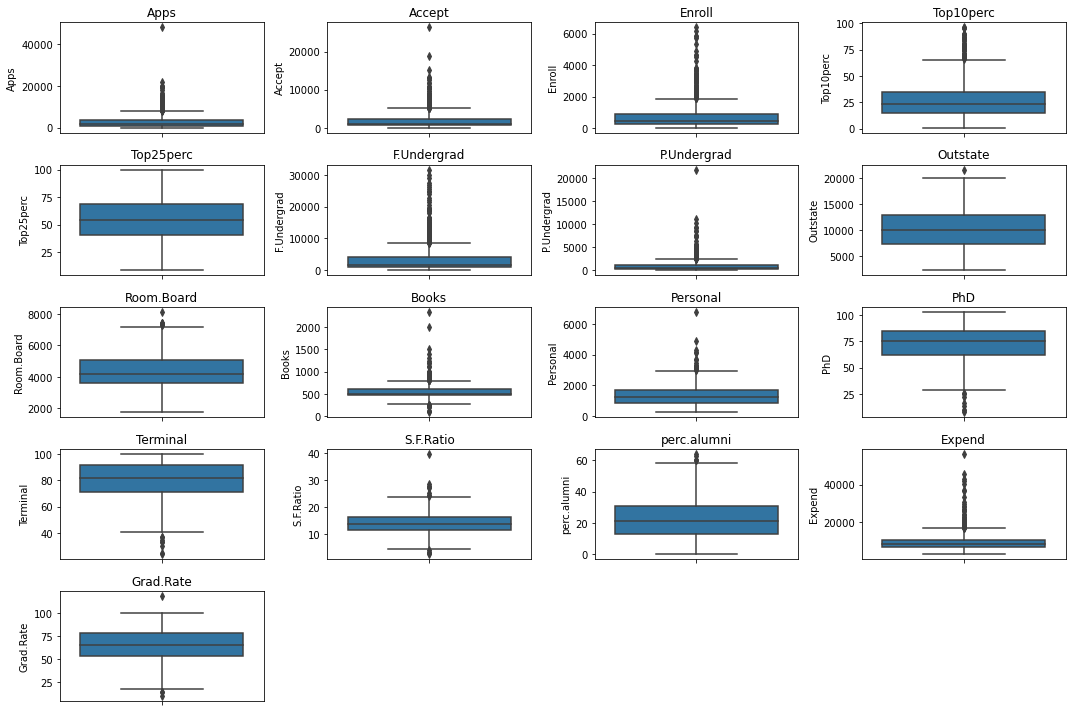 Apps
Accept
Enroll
Top10perc
Apps
40000
20000
0
Accept
20000
10000
0
Enroll
6000
4000
2000
0
Top10perc
100
75
50
25
0
Top25perc
F.Undergrad
P.Undergrad
Outstate
Top25perc
100
75
50
25
F.Undergrad
30000
20000
10000
0
P.Undergrad
20000
15000
10000
5000
0
Outstate
20000
15000
10000
5000
Room.Board
Books
Personal
PhD
Room.Board
8000
6000
4000
2000
Books
2000
1500
1000
500
0
Personal
6000
4000
2000
0
PhD
100
75
50
25
Terminal
S.F.Ratio
perc.alumni
Expend
Terminal
100
80
60
40
S.F.Ratio
40
30
20
10
perc.alumni
60
40
20
0
Expend
40000
20000
Grad.Rate
Grad.Rate
100
75
50
25